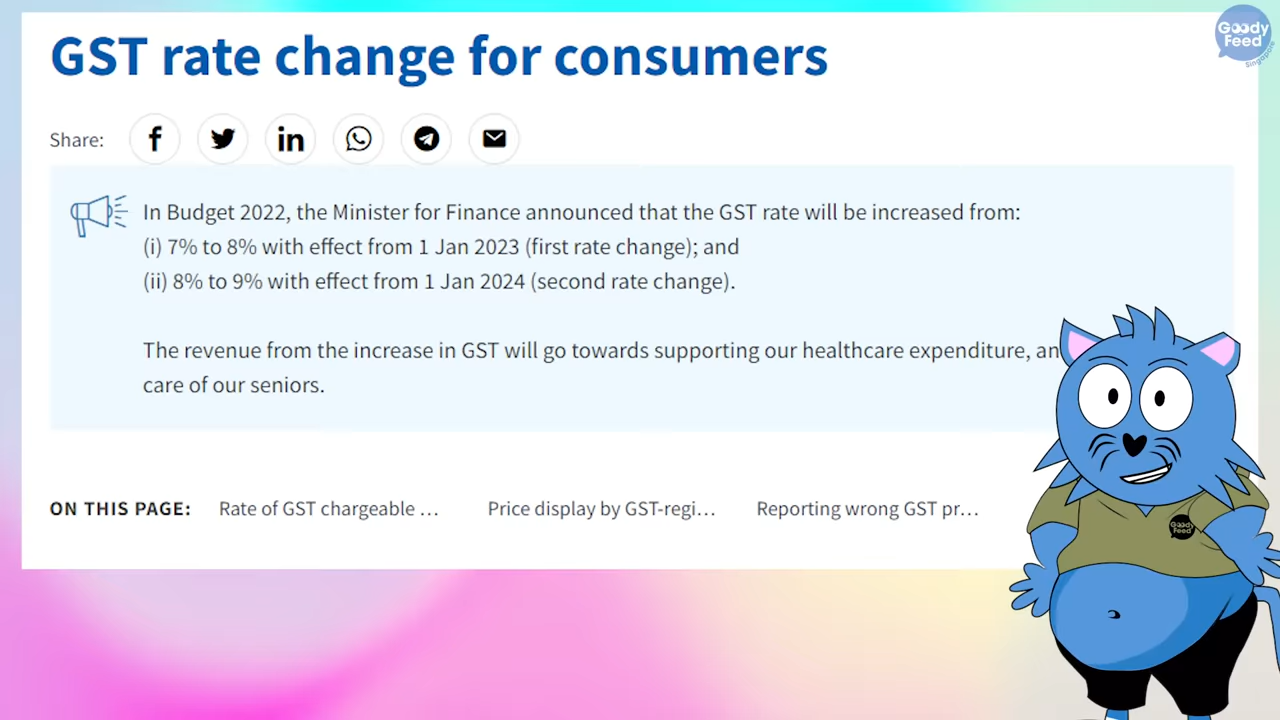 GST rate change for consumers
Goody
Feed
Singapore
Share:
In Budget 2022, the Minister for Finance announced that the GST rate will be increased from:
(i) 7% to 8% with effect from 1 Jan 2023 (first rate change); and
(ii) 8% to 9% with effect from 1 Jan 2024 (second rate change).
The revenue from the increase in GST will go towards supporting our healthcare expenditure, an
care of our seniors.
ON THIS PAGE: Rate of GST chargeable ... Price display by GST-regi... Reporting wrong GST pr...
Goody
Feed